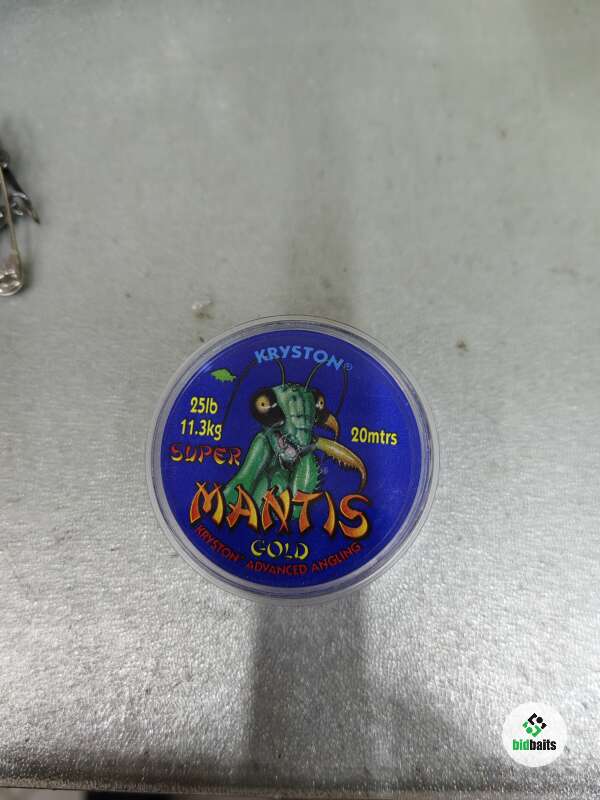 KRYSTON®
25lb
11.3kg
20mtrs
SUPER
MANTIS
GOLD
KRYSTON® ADVANCED ANGLING
bidbaits